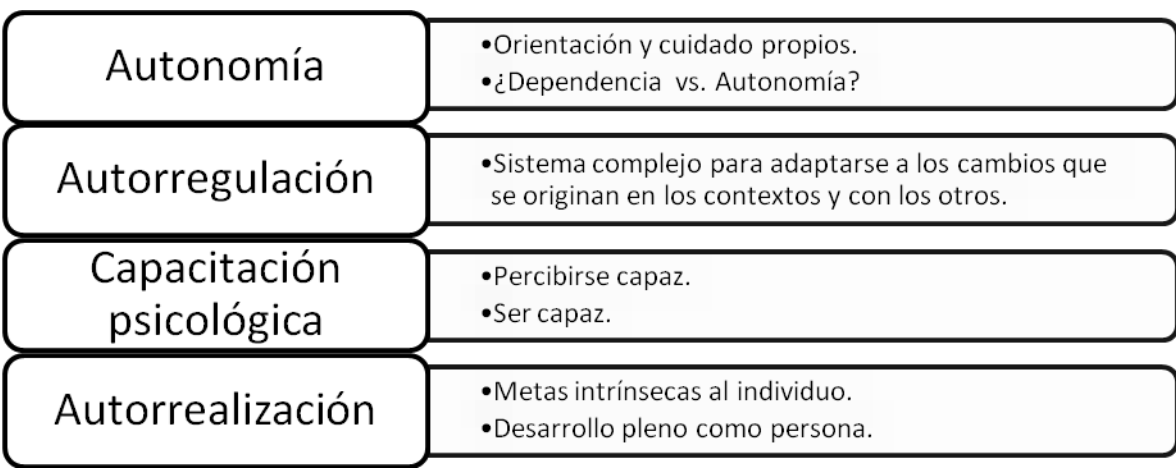 Autonomía
•Orientación y cuidado propios.
•¿Dependencia vs. Autonomía?
Autorregulación
•Sistema complejo para adaptarse a los cambios que
se originan en los contextos y con los otros.
Capacitación
psicológica
•Percibirse capaz.
•Ser capaz.
Autorrealización
•Metas intrínsecas al individuo.
•Desarrollo pleno como persona.